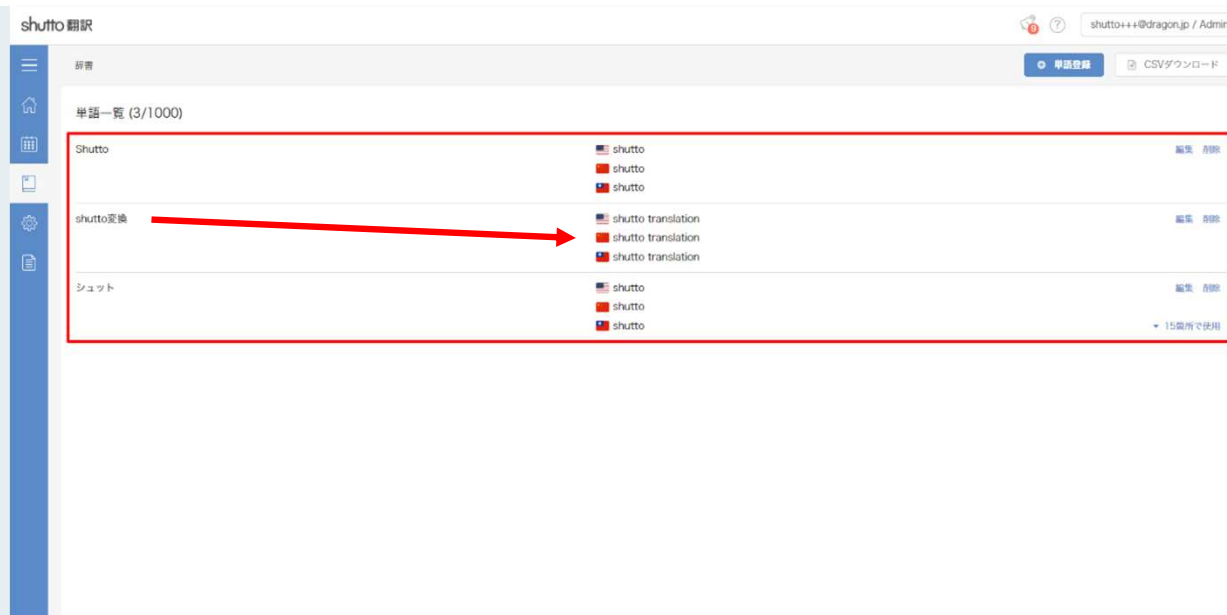 shutto 翻訳
9
?
shutto+++@dragon.jp / Admin
辞書
単語登録
CSVダウンロード
単語一覧 (3/1000)
Shutto
shutto
編集 削除
shutto
shutto
shutto変換
shutto translation
編集 削除
shutto translation
shutto translation
シュット
shutto
編集 削除
shutto
shutto
15箇所で使用